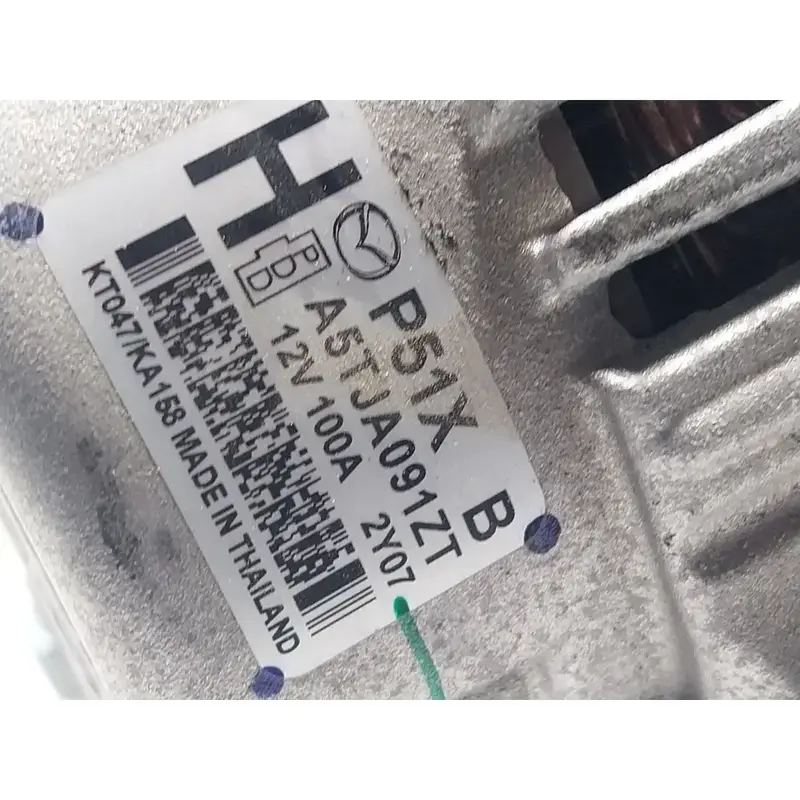 H
P51X B
A5TJA091ZT
12V 100A 2Y07
KT047/KA158 MADE IN THAILAND